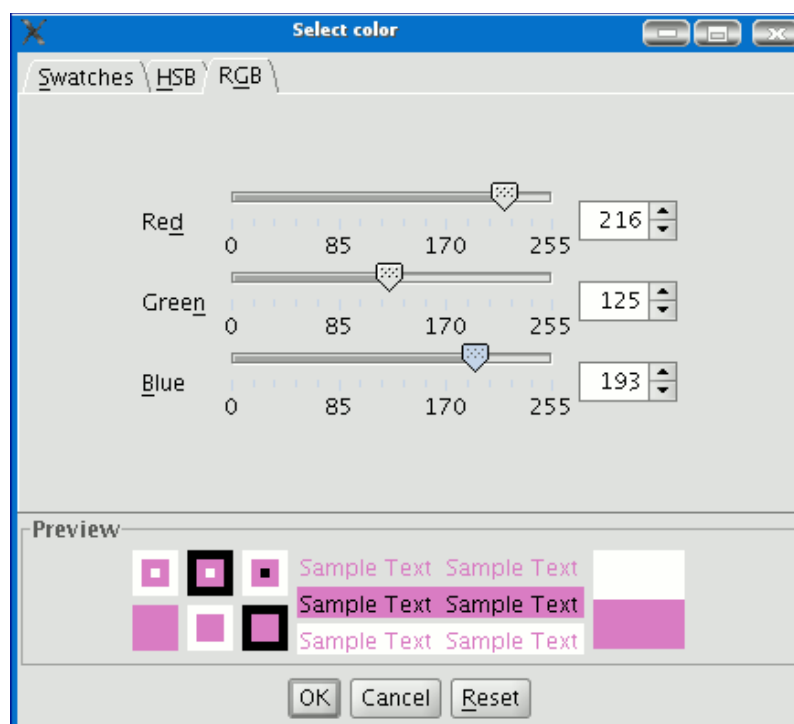 Select color
Swatches HSB RGB
Red 216
0 85 170 255
Green 125
0 85 170 255
Blue 193
0 85 170 255
Preview
Sample Text Sample Text
Sample Text Sample Text
Sample Text Sample Text
OK Cancel Reset